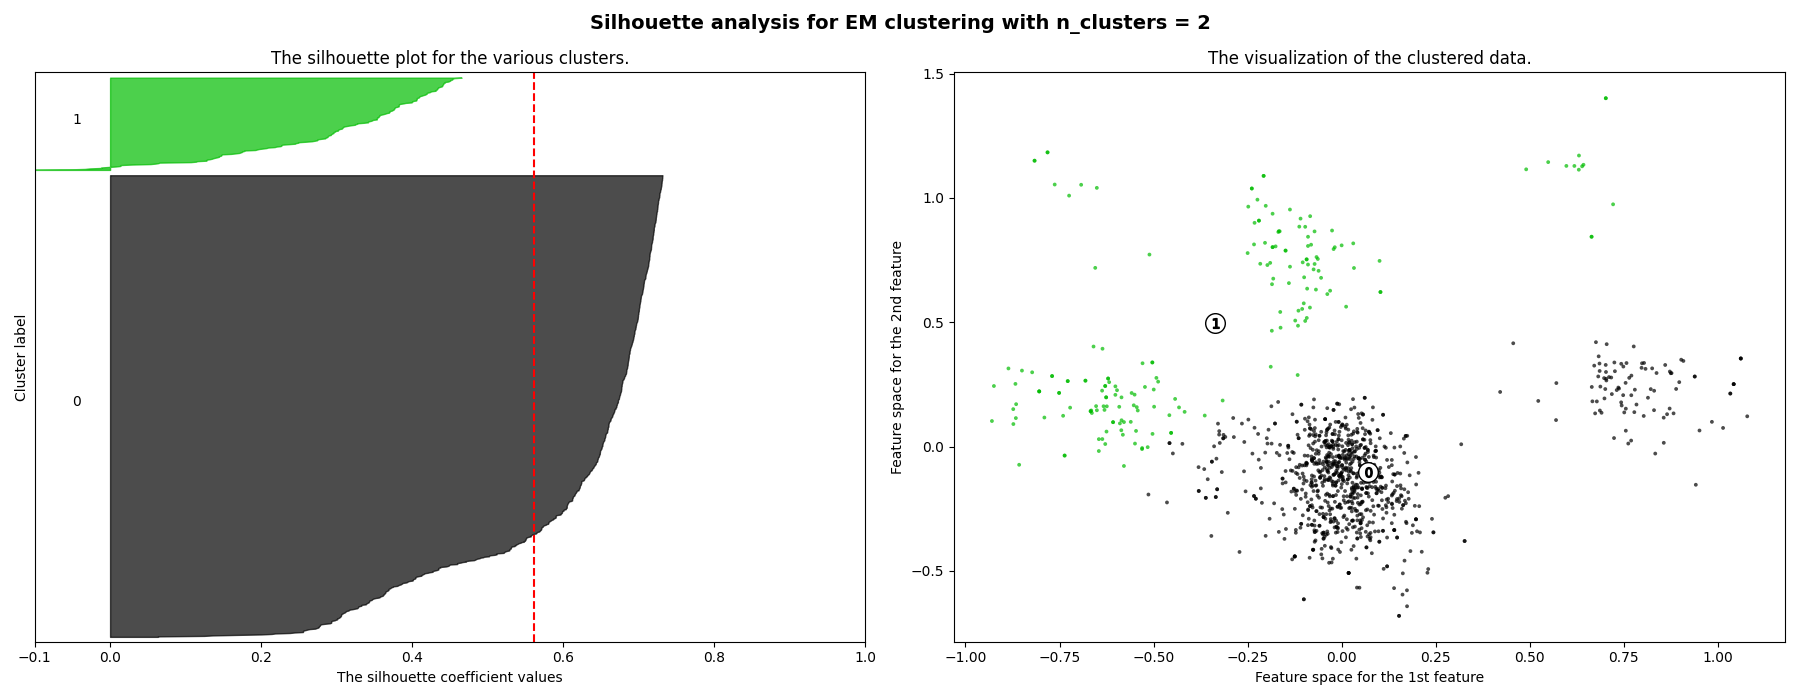 Silhouette analysis for EM clustering with n_clusters = 2
The silhouette plot for the various clusters.
1
0
Cluster label
−0.1 0.0 0.2 0.4 0.6 0.8 1.0
The silhouette coefficient values
The visualization of the clustered data.
1.5
1.0
0.5
0.0
−0.5
Feature space for the 2nd feature
1
0
−1.00 −0.75 −0.50 −0.25 0.00 0.25 0.50 0.75 1.00
Feature space for the 1st feature